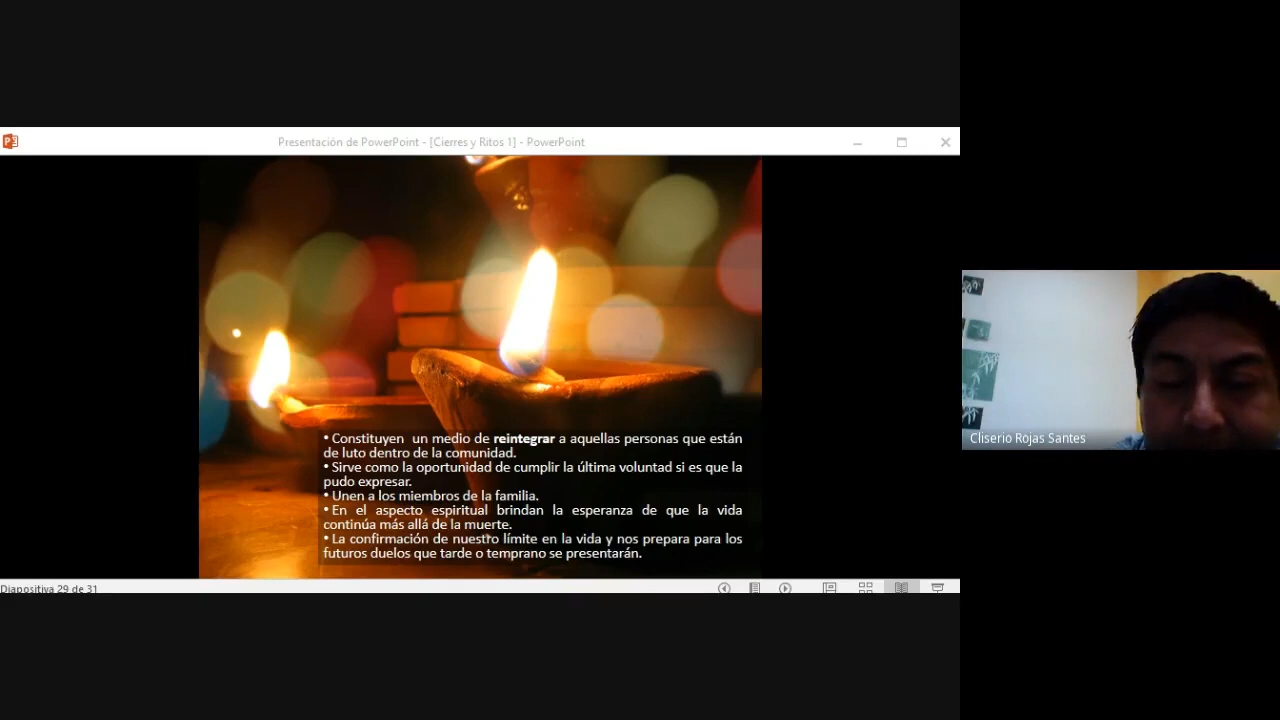 Presentación de PowerPoint - [Cierres y Ritos 1] - PowerPoint
• Constituyen un medio de reintegrar a aquellas personas que están
de luto dentro de la comunidad.
• Sirve como la oportunidad de cumplir la última voluntad si es que la
pudo expresar.
• Unen a los miembros de la familia.
• En el aspecto espiritual brindan la esperanza de que la vida
continúa más allá de la muerte.
• La confirmación de nuestro límite en la vida y nos prepara para los
futuros duelos que tarde o temprano se presentarán.
Diapositiva 29 de 31
Cliserio Rojas Santes